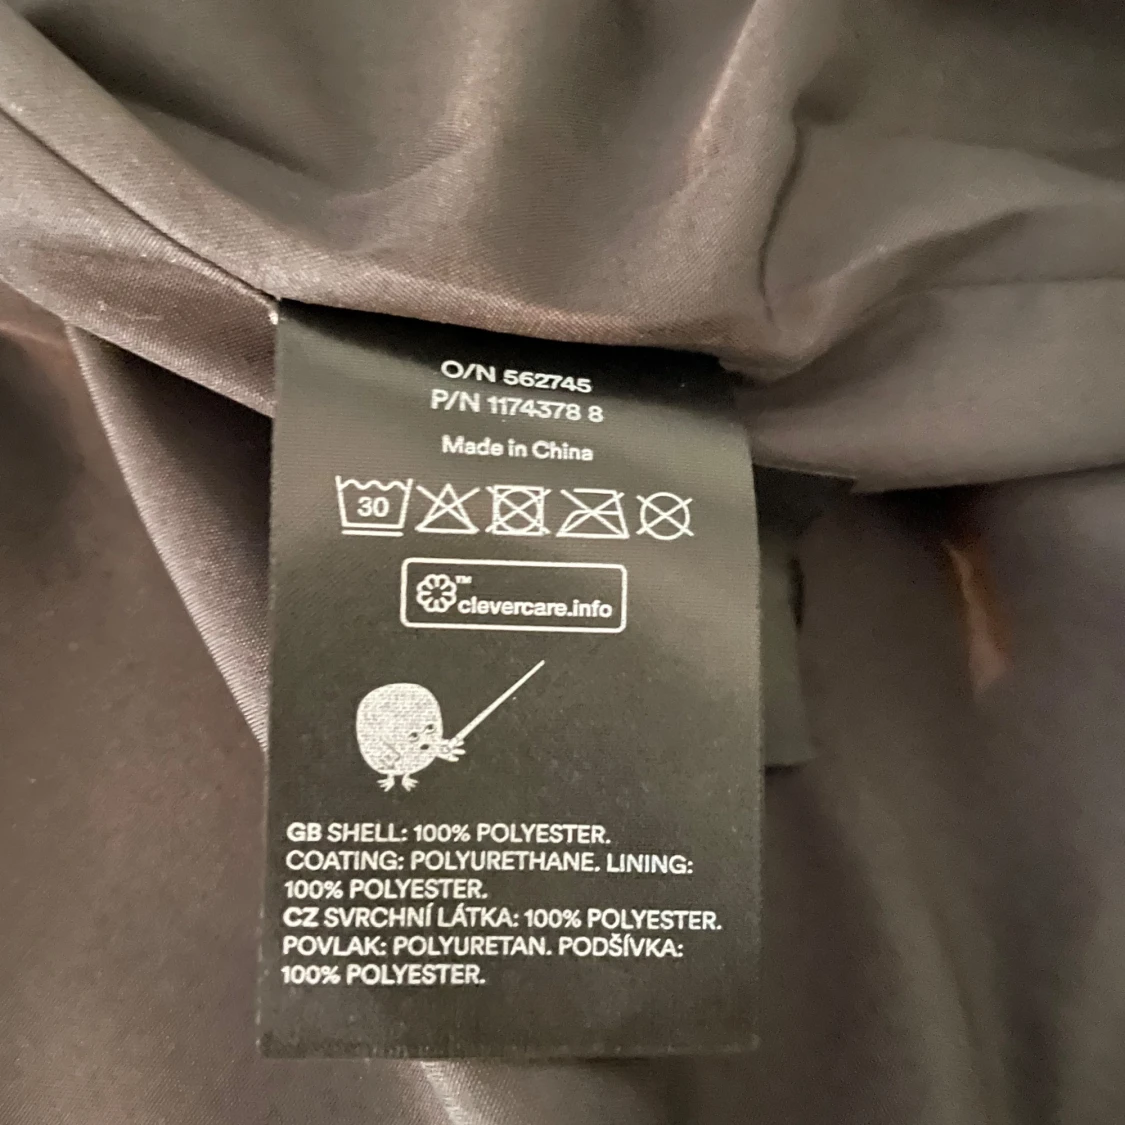 O/N 562745
P/N 1174378 8
Made in China
30
™
clevercare.info
GB SHELL: 100% POLYESTER.
COATING: POLYURETHANE. LINING:
100% POLYESTER.
CZ SVRCHNÍ LÁTKA: 100% POLYESTER.
POVLAK: POLYURETAN. PODŠÍVKA:
100% POLYESTER.